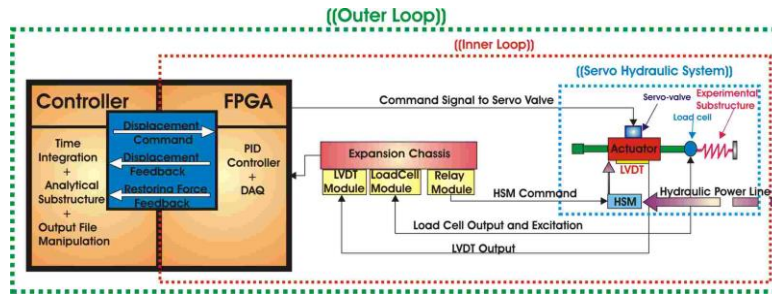 ((Outer Loop))
((Inner Loop))
((Servo Hydraulic System))
Controller
FPGA
Displacement
Command
Displacement
Feedback
Restoring Force
Feedback
Time
Integration
+
Analytical
Substructure
+
Output File
Manipulation
PID
Controller
+
DAQ
Command Signal to Servo Valve
Expansion Chassis
LVDT
Module
LoadCell
Module
Relay
Module
HSM Command
Load Cell Output and Excitation
LVDT Output
Servo-valve
Experimental
Substructure
Load cell
Actuator
LVDT
HSM
Hydraulic Power Line